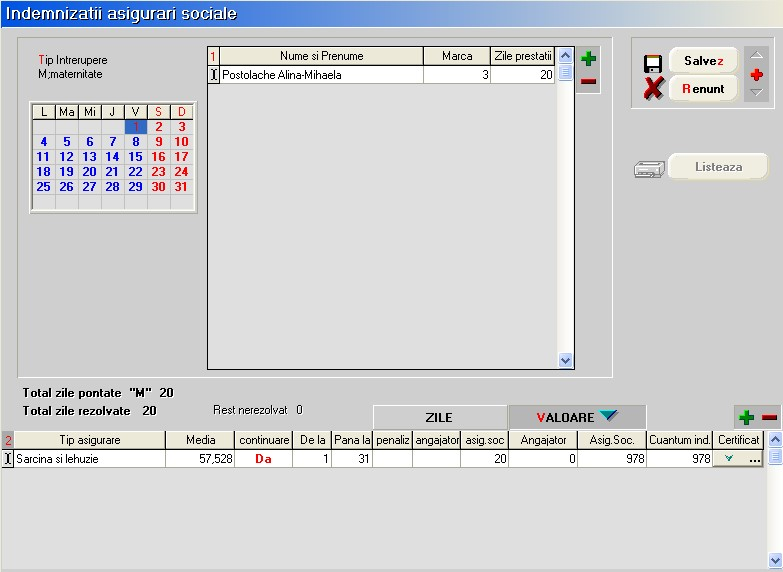 Indemnizatii asigurari sociale
Tip Intrerupere
M;maternitate
L Ma Mi J V S D
1 2 3
4 5 6 7 8 9 10
11 12 13 14 15 16 17
18 19 20 21 22 23 24
25 26 27 28 29 30 31
1 Nume si Prenume Marca Zile prestatii
Postolache Alina-Mihaela 3 20
Salvez
Renunt
Listeaza
Total zile pontate "M" 20
Total zile rezolvate 20 Rest nerezolvat 0
ZILE VALOARE
2 Tip asigurare Media continuare De la Pana la penaliz angajator asig.soc Angajator Asig.Soc. Cuantum ind. Certificat
Sarcina si lehuzie 57,528 Da 1 31 20 0 978 978 ...